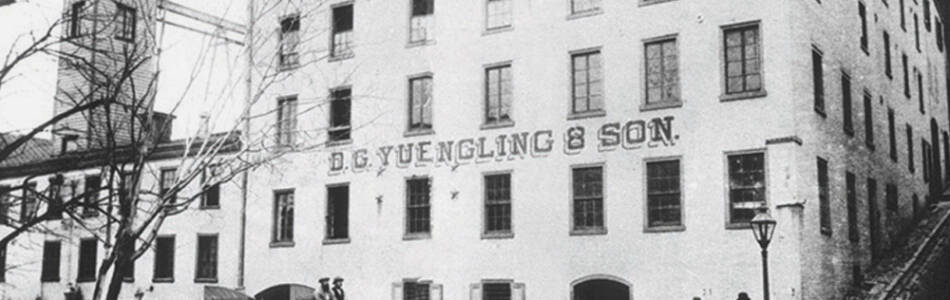 D.G. YUENGLING & SON.